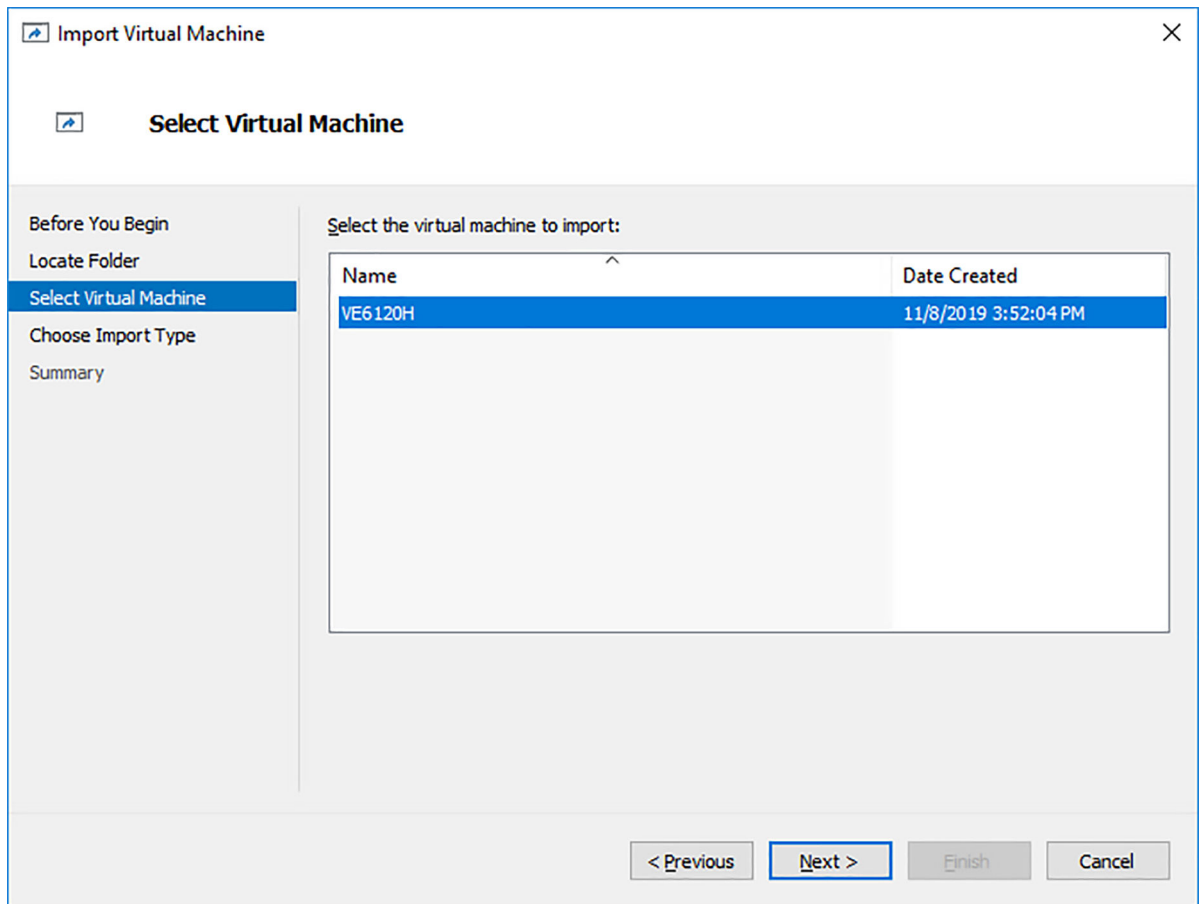 Import Virtual Machine
Select Virtual Machine
Before You Begin
Locate Folder
Select Virtual Machine
Choose Import Type
Summary
Select the virtual machine to import:
Name Date Created
VE6120H 11/8/2019 3:52:04 PM
< Previous Next > Finish Cancel